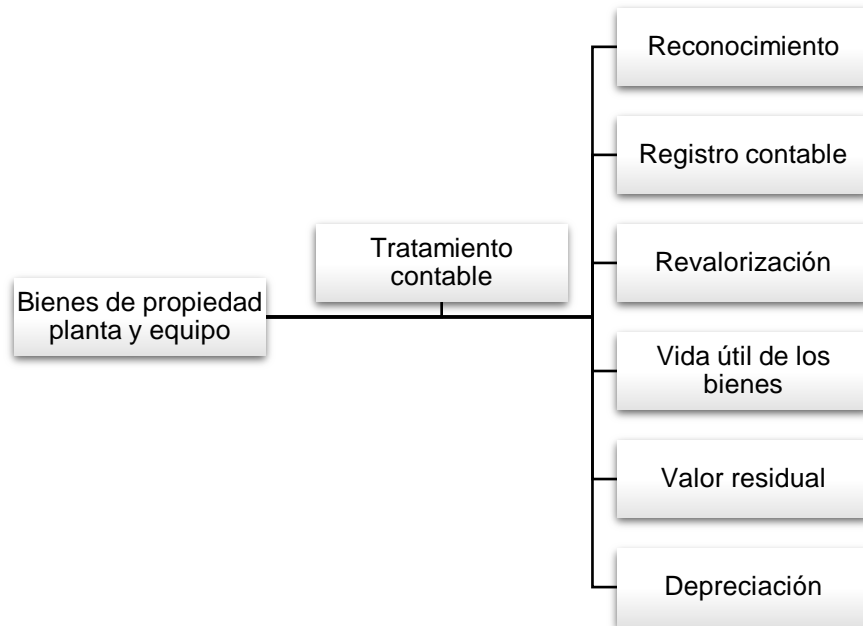 Bienes de propiedad
planta y equipo
Tratamiento
contable
Reconocimiento
Registro contable
Revalorización
Vida útil de los
bienes
Valor residual
Depreciación